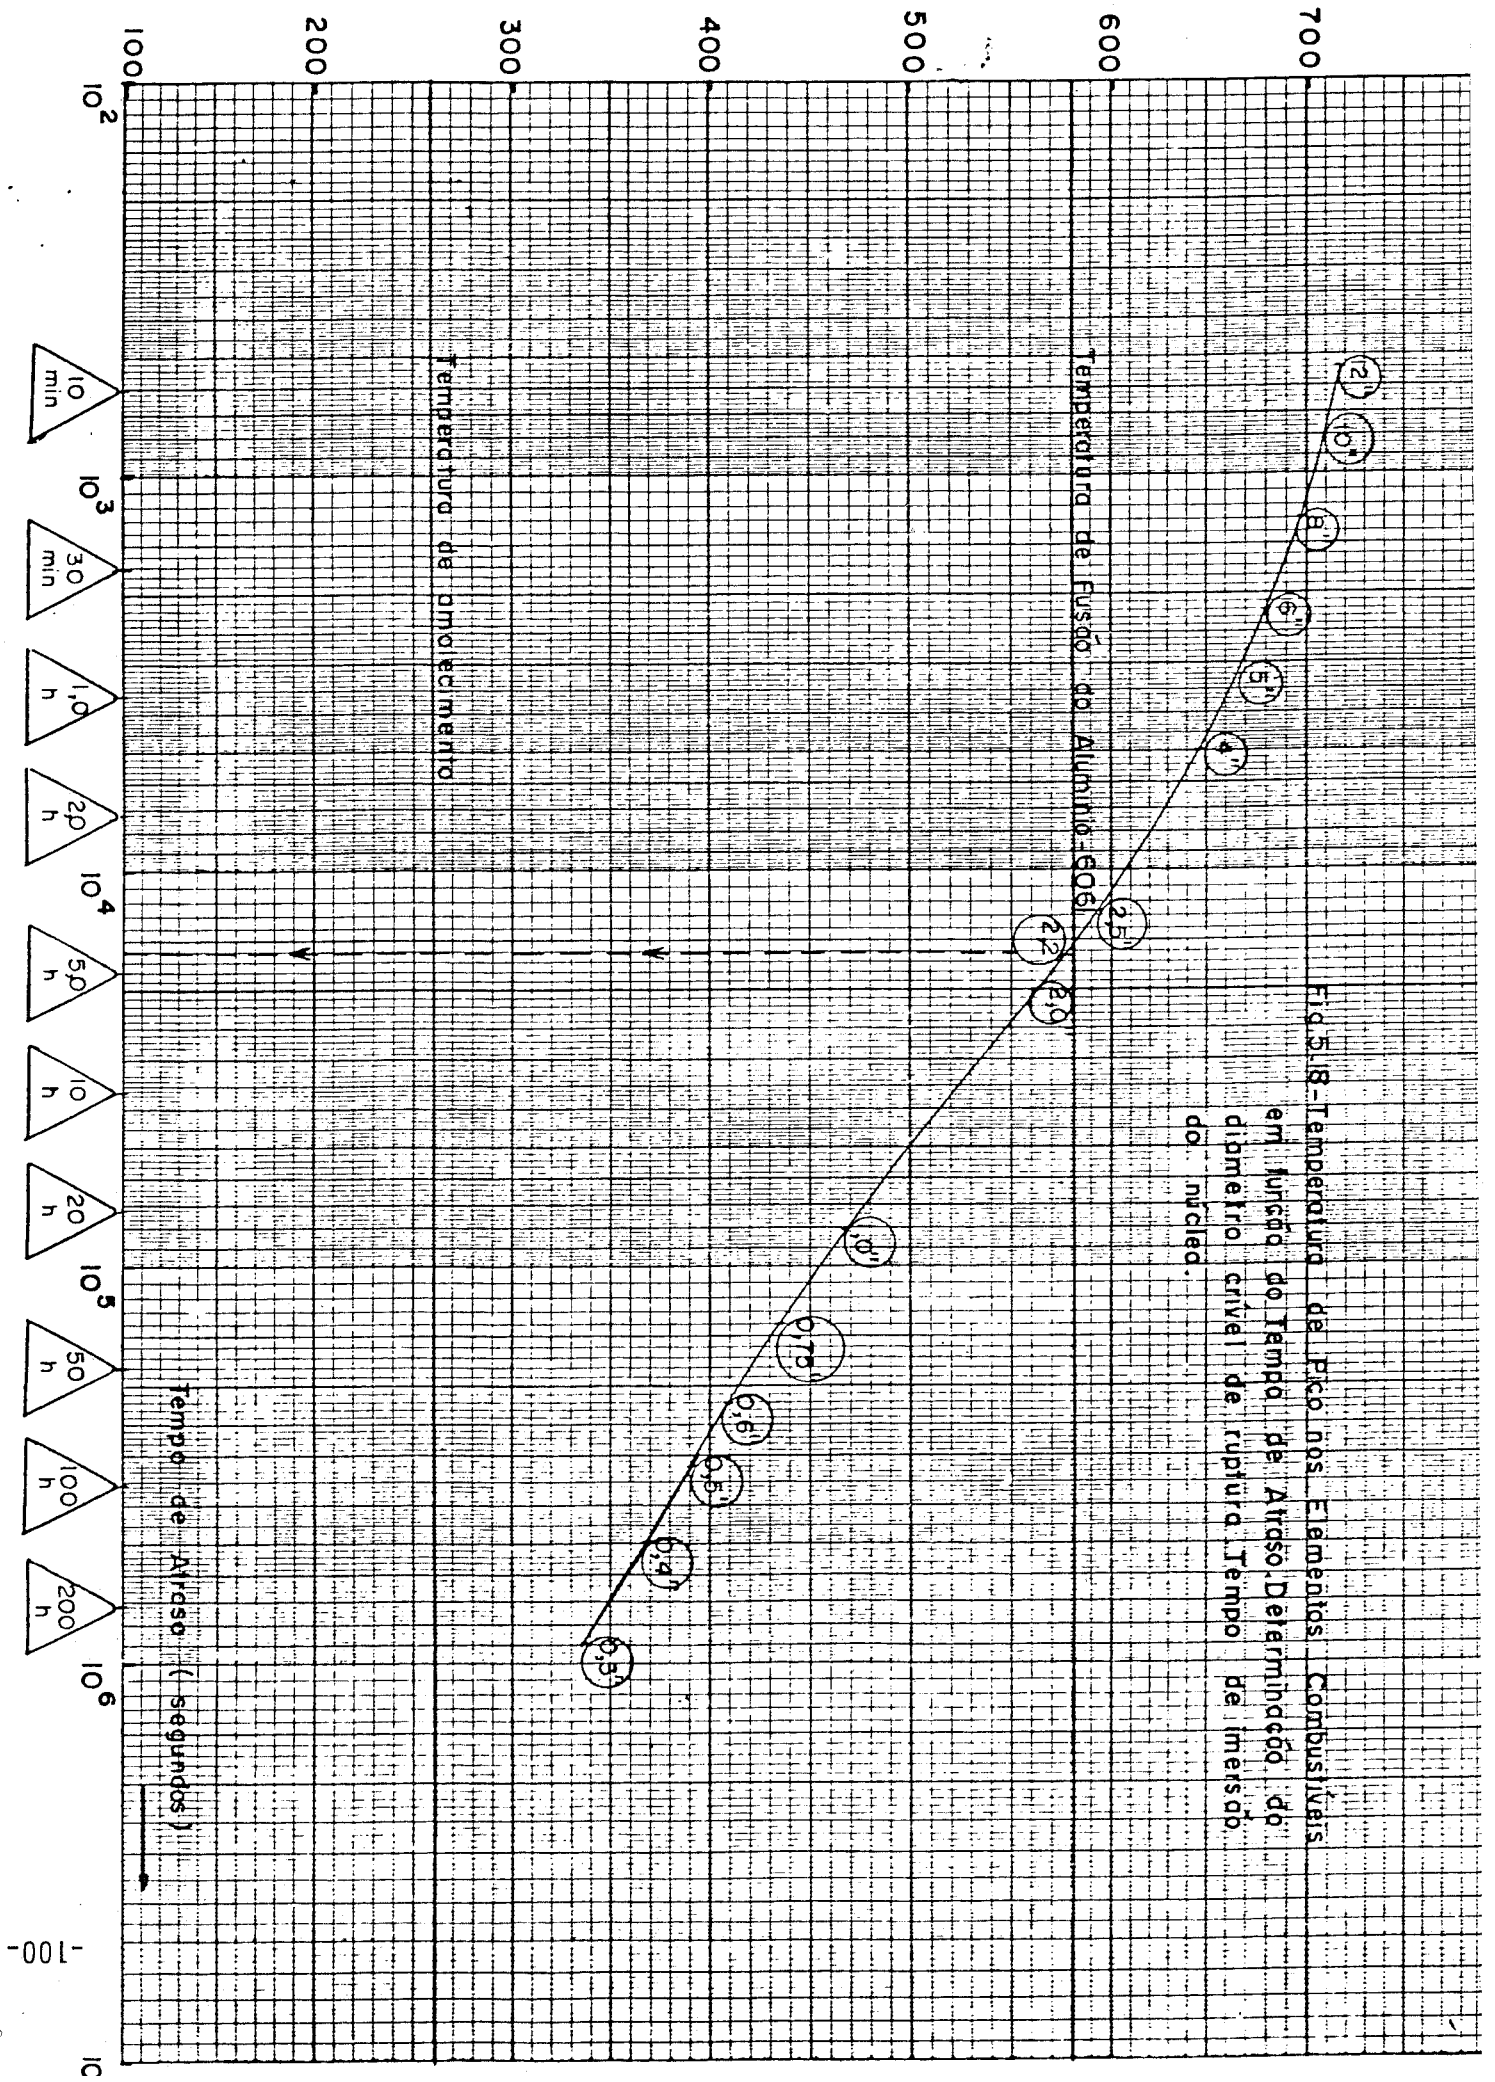 Fig.5.18-Temperatura de Pico nos Elementos Combustíveis
em função do Tempo de Atraso. Determinação do
diametro crível de ruptura. Tempo de imersão
do núcleo.
700
600
500
400
300
200
100
12"
10"
8"
6"
5"
4"
2,5"
2,2
2,0"
1,0"
0,75"
0,6"
0,5"
0,4"
0,3"
Temperatura de Fusão do Alumínio-6061
Temperatura de amolecimento
Tempo de Atraso (segundos)
10²
10³
10⁴
10⁵
10⁶
10
10
min
30
min
1,0
h
2,0
h
5,0
h
10
h
20
h
50
h
100
h
200
h
-100-